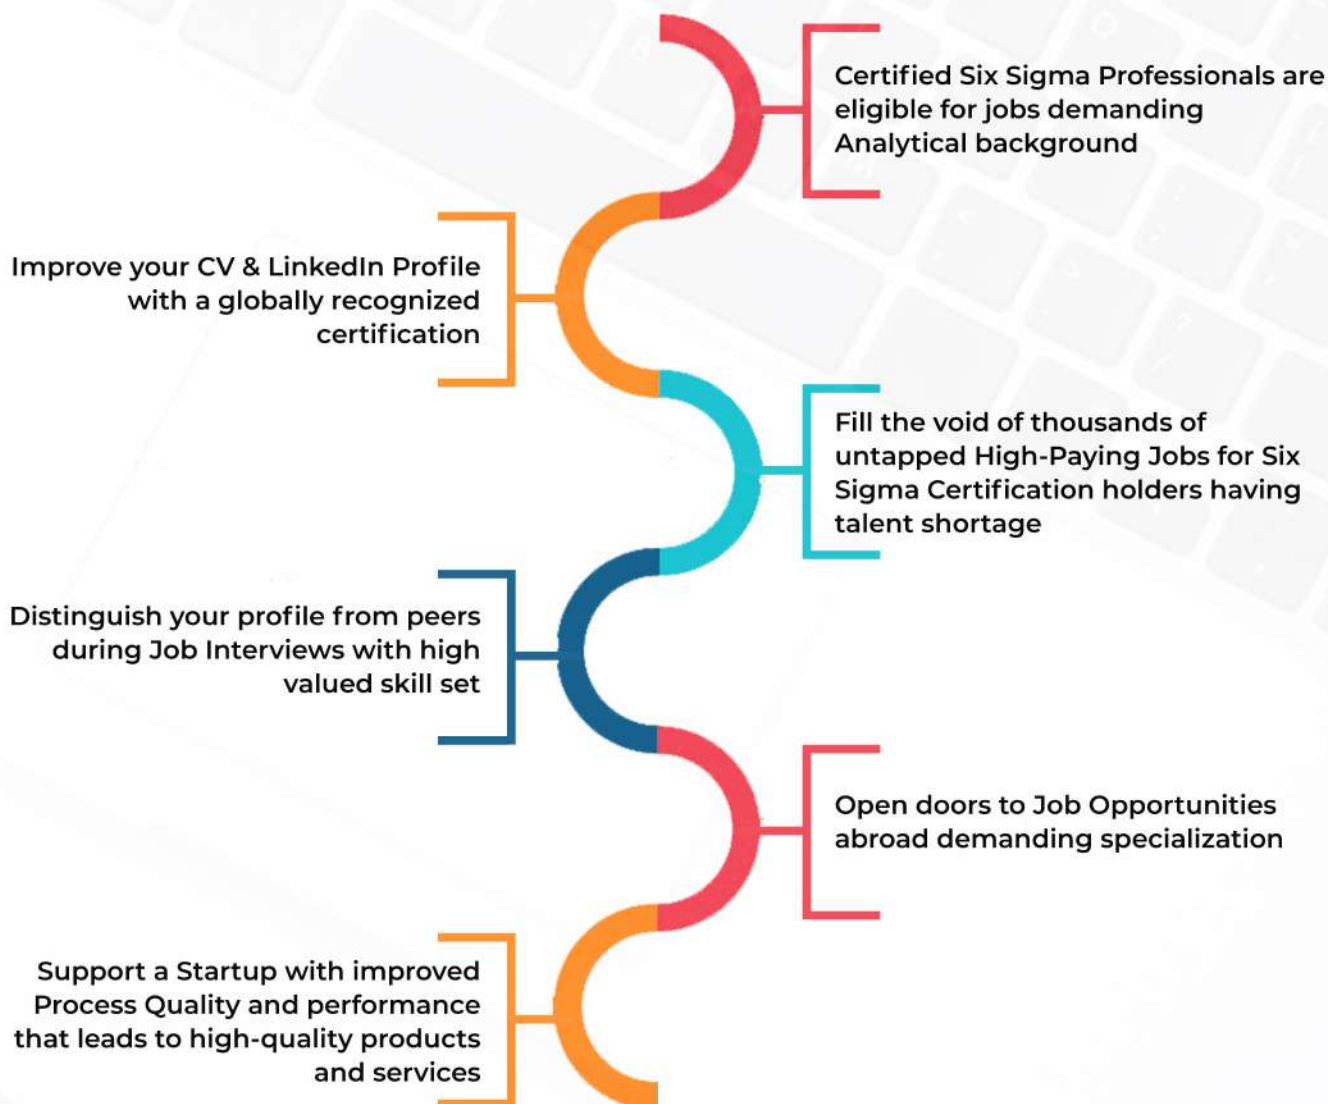 Certified Six Sigma Professionals are
eligible for jobs demanding
Analytical background
Improve your CV & LinkedIn Profile
with a globally recognized
certification
Fill the void of thousands of
untapped High-Paying Jobs for Six
Sigma Certification holders having
talent shortage
Distinguish your profile from peers
during Job Interviews with high
valued skill set
Open doors to Job Opportunities
abroad demanding specialization
Support a Startup with improved
Process Quality and performance
that leads to high-quality products
and services